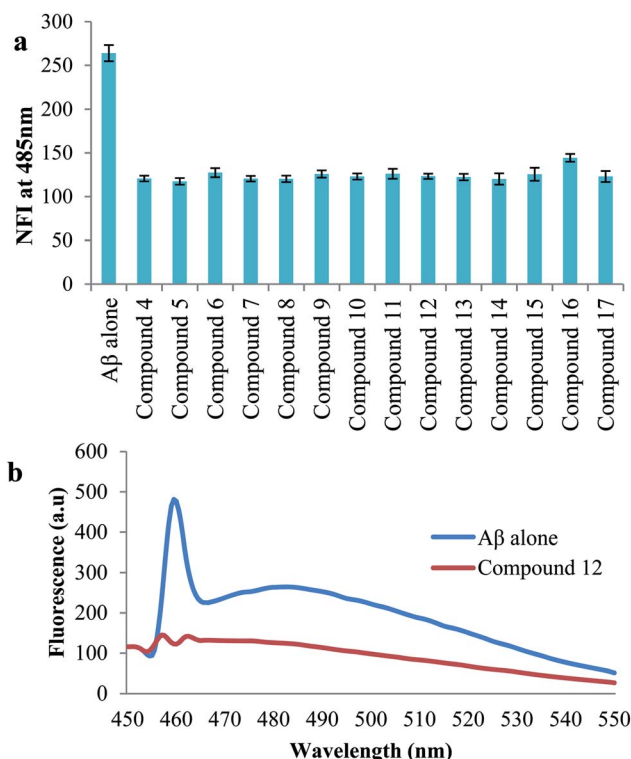 a
NFI at 485nm
300
250
200
150
100
50
0
Aβ alone
Compound 4
Compound 5
Compound 6
Compound 7
Compound 8
Compound 9
Compound 10
Compound 11
Compound 12
Compound 13
Compound 14
Compound 15
Compound 16
Compound 17
b
Fluorescence (a.u)
600
500
400
300
200
100
0
Aβ alone
Compound 12
450 460 470 480 490 500 510 520 530 540 550
Wavelength (nm)